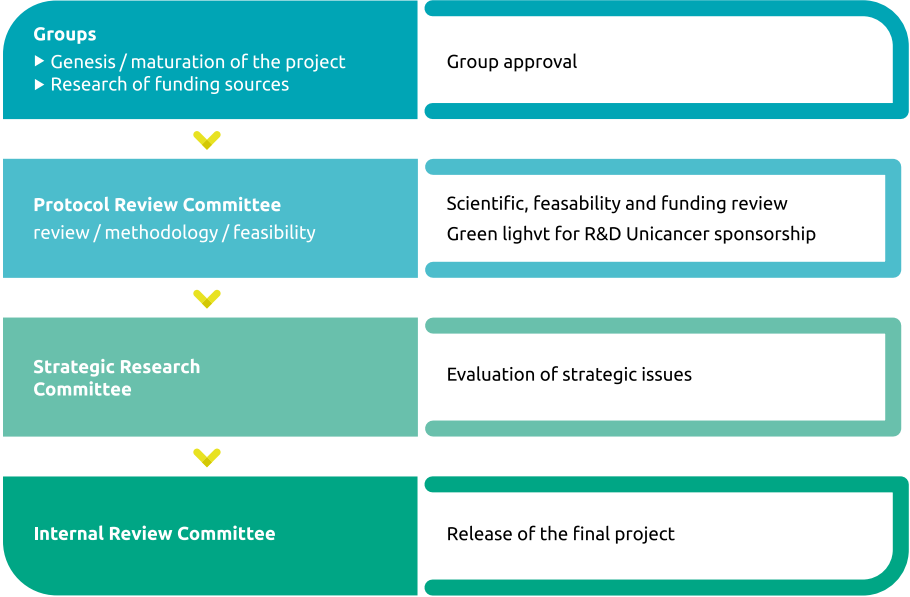 Groups
▶ Genesis / maturation of the project
▶ Research of funding sources
Group approval
Protocol Review Committee
review / methodology / feasibility
Scientific, feasability and funding review
Green lighvt for R&D Unicancer sponsorship
Strategic Research
Committee
Evaluation of strategic issues
Internal Review Committee
Release of the final project